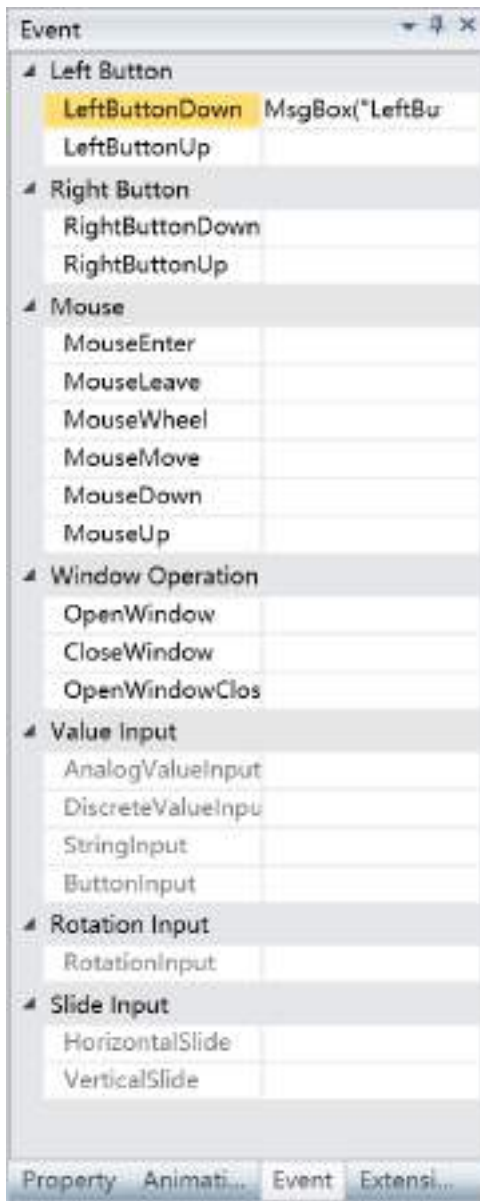 Event
Left Button
LeftButtonDown MsgBox("LeftBu
LeftButtonUp
Right Button
RightButtonDown
RightButtonUp
Mouse
MouseEnter
MouseLeave
MouseWheel
MouseMove
MouseDown
MouseUp
Window Operation
OpenWindow
CloseWindow
OpenWindowClos
Value Input
AnalogValueInput
DiscreteValueInpu
StringInput
ButtonInput
Rotation Input
RotationInput
Slide Input
HorizontalSlide
VerticalSlide
Property Animati... Event Extensi...